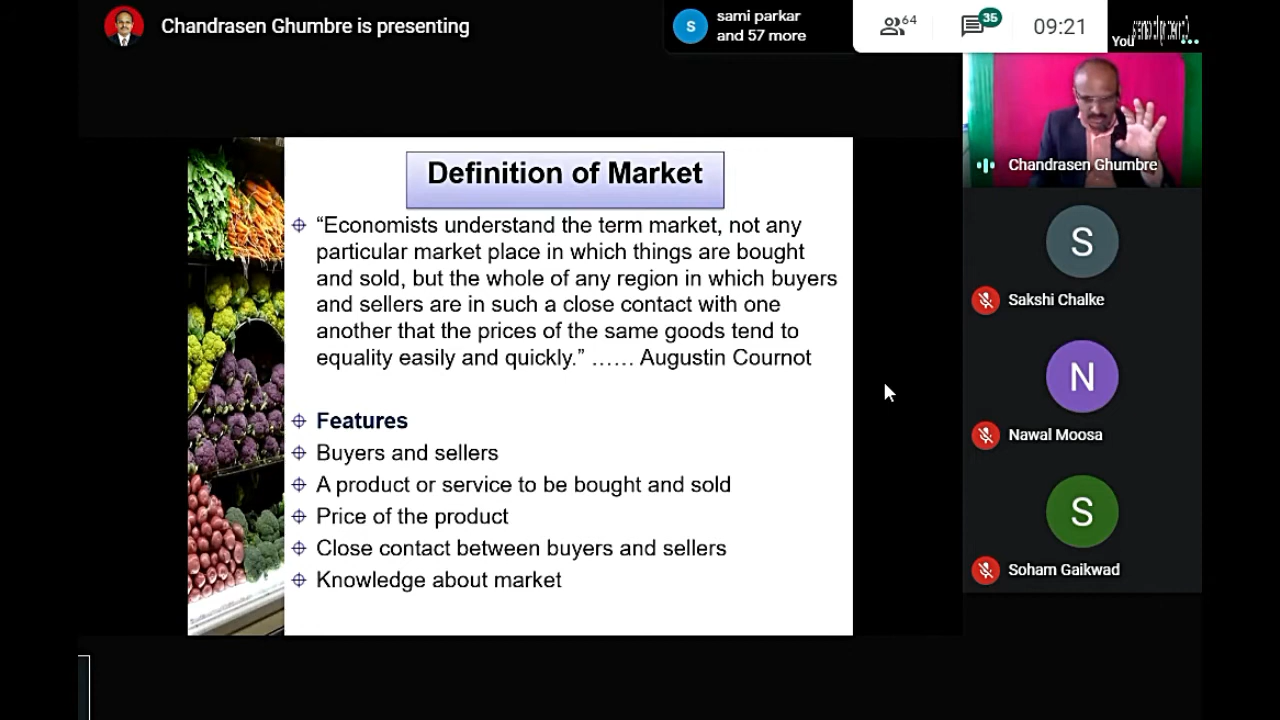 Chandrasen Ghumbre is presenting
S
sami parkar
and 57 more
64
35
09:21
You
Chandrasen Ghumbre
Definition of Market
“Economists understand the term market, not any
particular market place in which things are bought
and sold, but the whole of any region in which buyers
and sellers are in such a close contact with one
another that the prices of the same goods tend to
equality easily and quickly.” …… Augustin Cournot
Features
Buyers and sellers
A product or service to be bought and sold
Price of the product
Close contact between buyers and sellers
Knowledge about market
S
Sakshi Chalke
N
Nawal Moosa
S
Soham Gaikwad